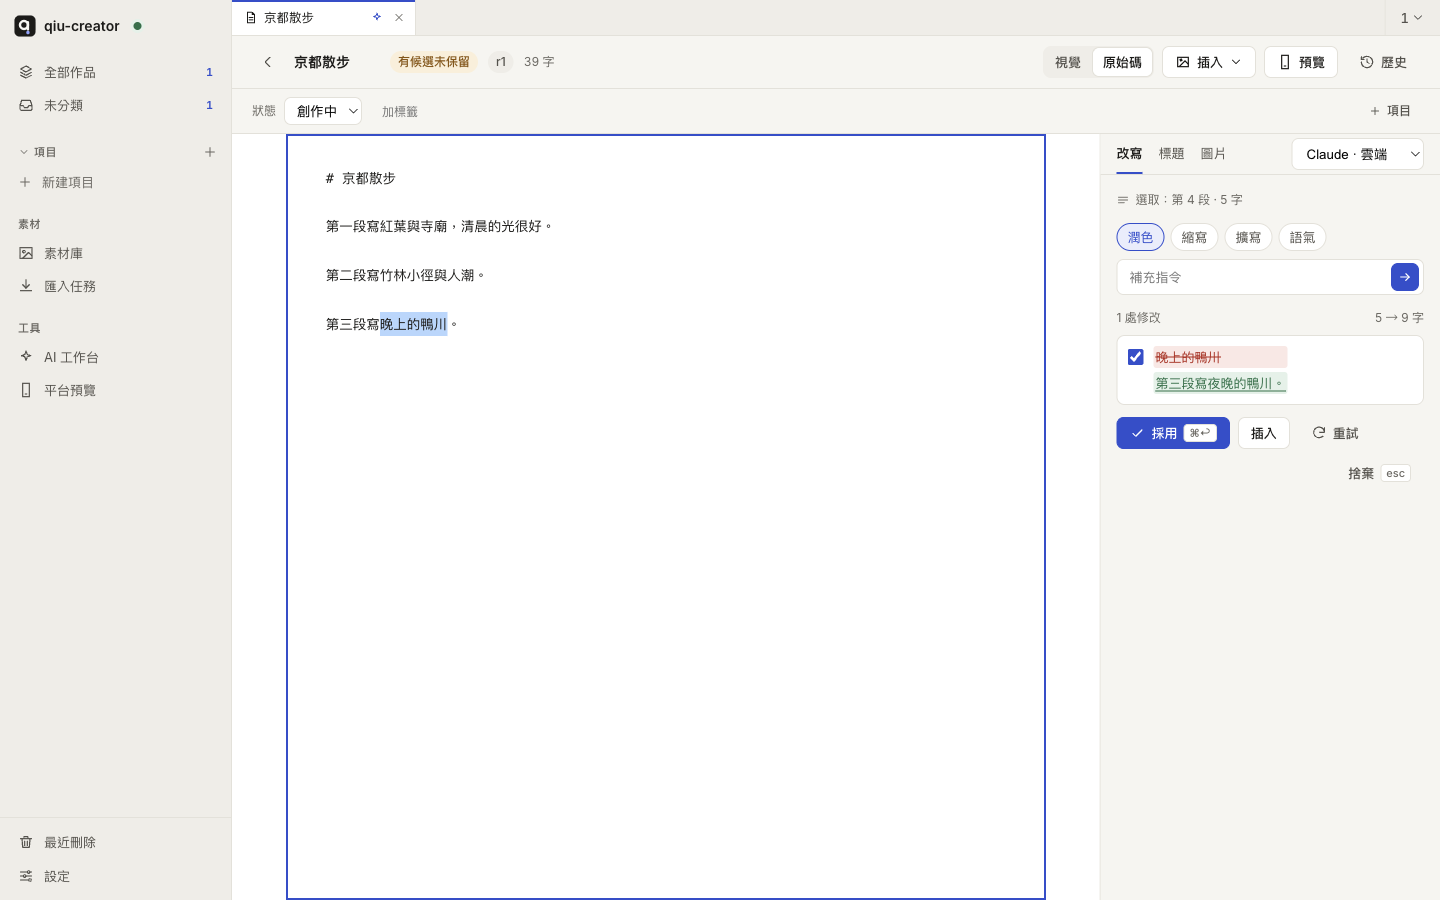 qiu-creator
全部作品 1
未分類 1
項目
新建項目
素材
素材庫
匯入任務
工具
AI 工作台
平台預覽
最近刪除
設定
京都散步
1
京都散步 有候選未保留 r1 39 字 視覺 原始碼 插入 預覽 歷史
狀態 創作中 加標籤 項目
# 京都散步
第一段寫紅葉與寺廟，清晨的光很好。
第二段寫竹林小徑與人潮。
第三段寫晚上的鴨川。
改寫 標題 圖片 Claude · 雲端
選取：第 4 段 · 5 字
潤色 縮寫 擴寫 語氣
補充指令
1 處修改 5 → 9 字
晚上的鴨川
第三段寫夜晚的鴨川。
採用 ⌘↩ 插入 重試
捨棄 esc